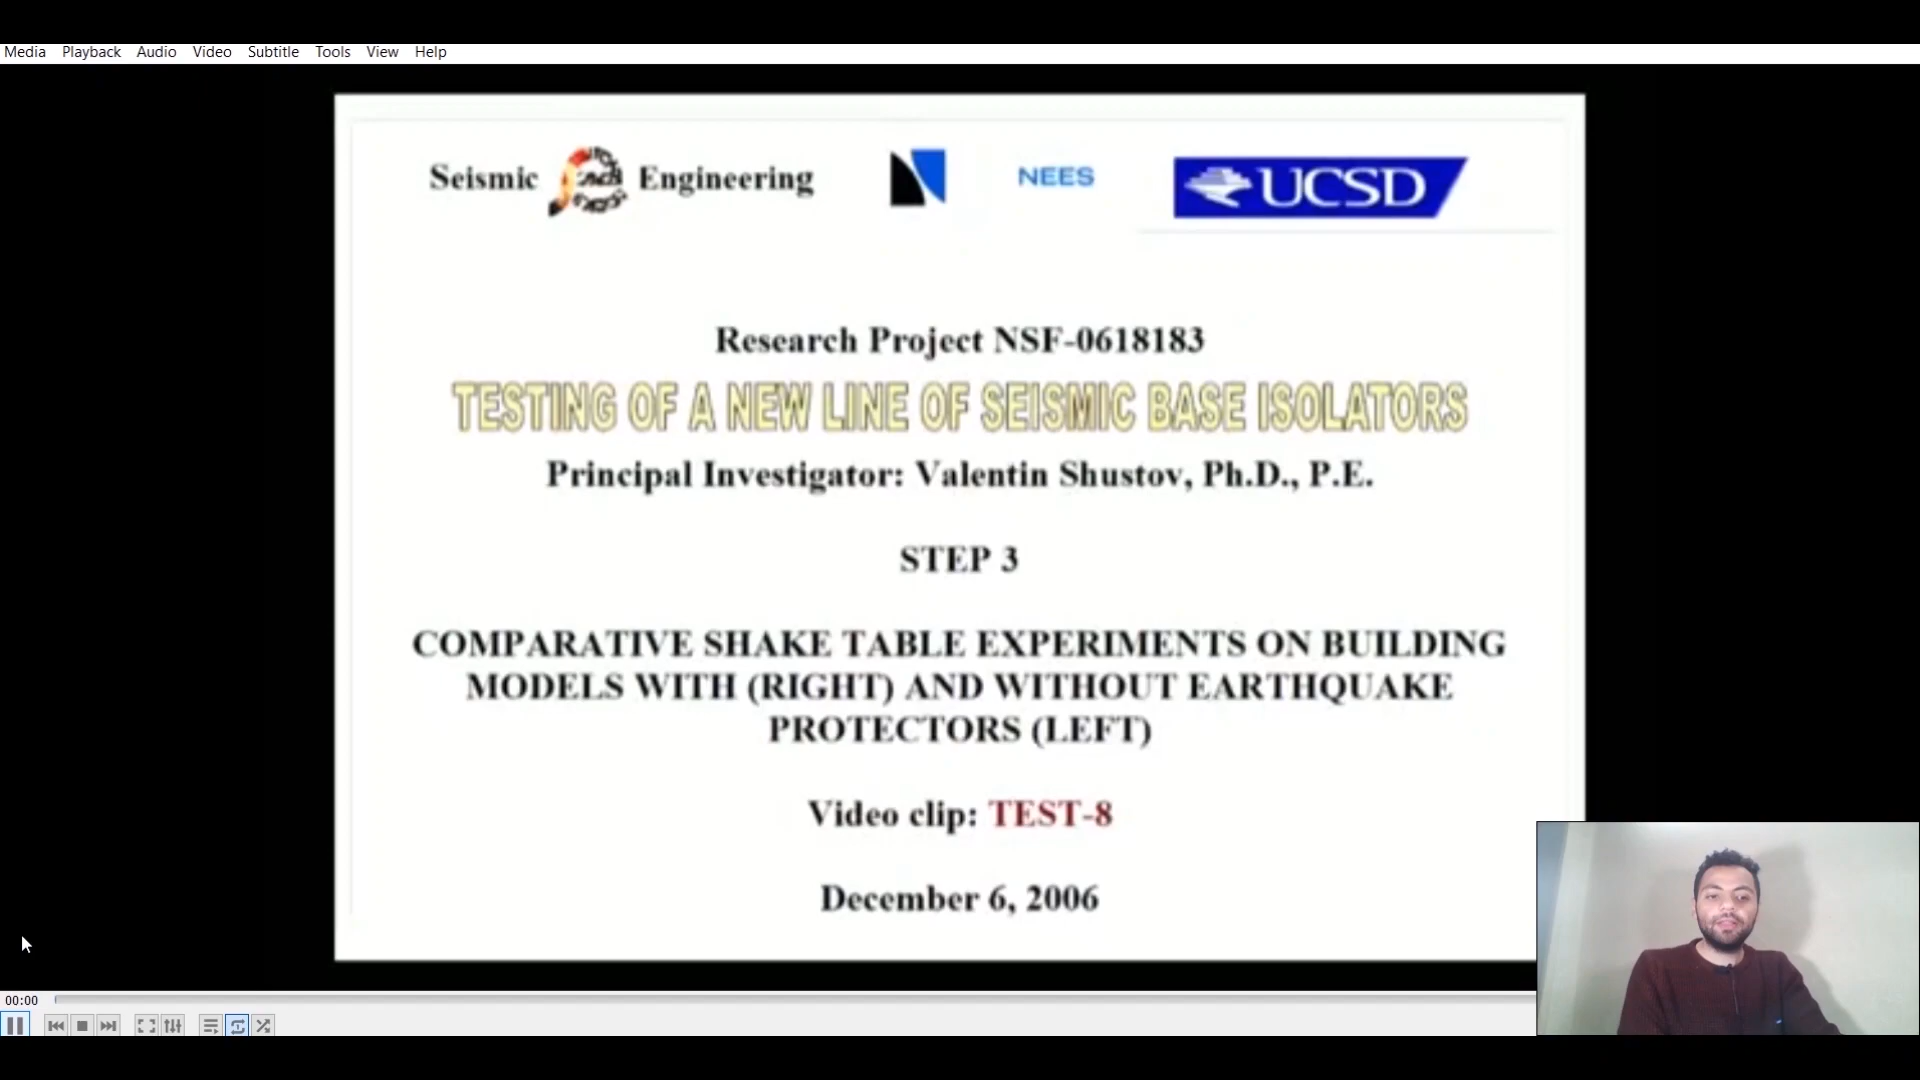 Media Playback Audio Video Subtitle Tools View Help
Seismic Engineering
NEES
UCSD
Research Project NSF-0618183
TESTING OF A NEW LINE OF SEISMIC BASE ISOLATORS
Principal Investigator: Valentin Shustov, Ph.D., P.E.
STEP 3
COMPARATIVE SHAKE TABLE EXPERIMENTS ON BUILDING
MODELS WITH (RIGHT) AND WITHOUT EARTHQUAKE
PROTECTORS (LEFT)
Video clip: TEST-8
December 6, 2006
00:00